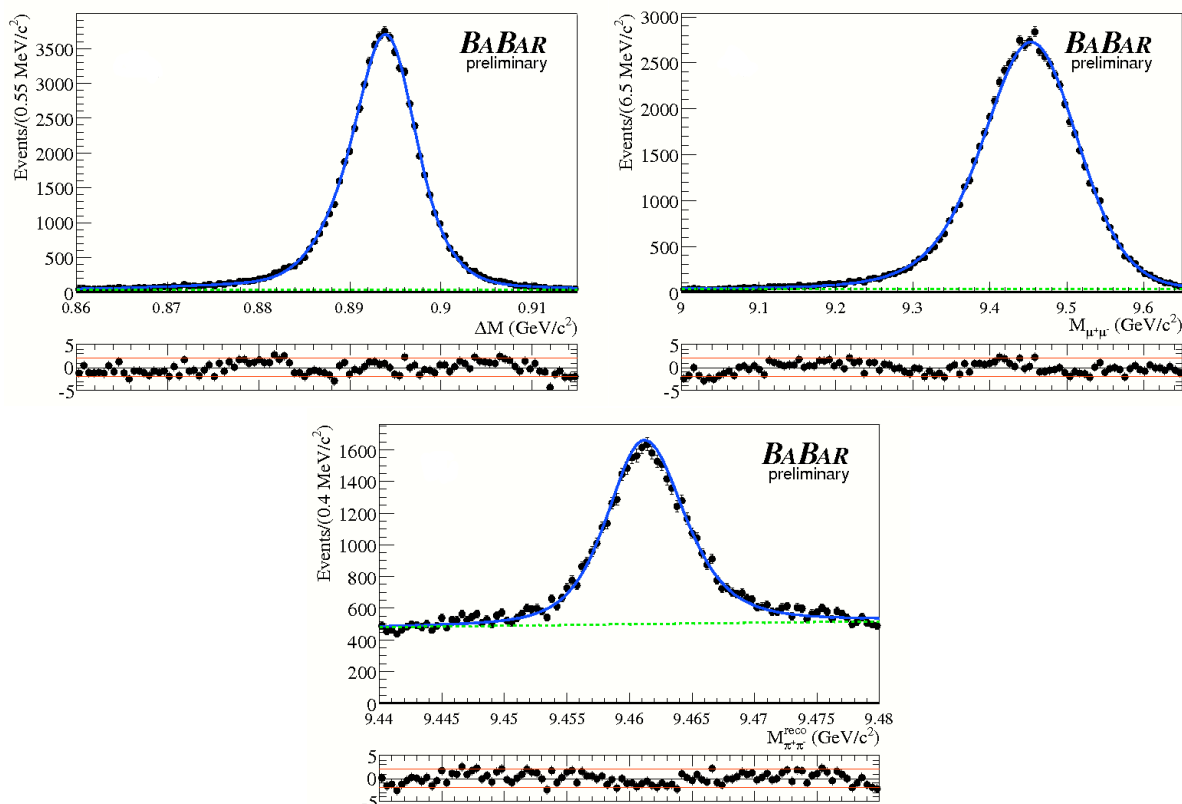 BABAR
preliminary
Events/(0.55 MeV/c²)
3500
3000
2500
2000
1500
1000
500
0
0.86 0.87 0.88 0.89 0.9 0.91
ΔM (GeV/c²)
5
0
-5
BABAR
preliminary
Events/(6.5 MeV/c²)
3000
2500
2000
1500
1000
500
0
9 9.1 9.2 9.3 9.4 9.5 9.6
M_μ⁺μ⁻ (GeV/c²)
5
0
-5
BABAR
preliminary
Events/(0.4 MeV/c²)
1600
1400
1200
1000
800
600
400
200
0
9.44 9.445 9.45 9.455 9.46 9.465 9.47 9.475 9.48
M^reco_π⁺π⁻ (GeV/c²)
5
0
-5